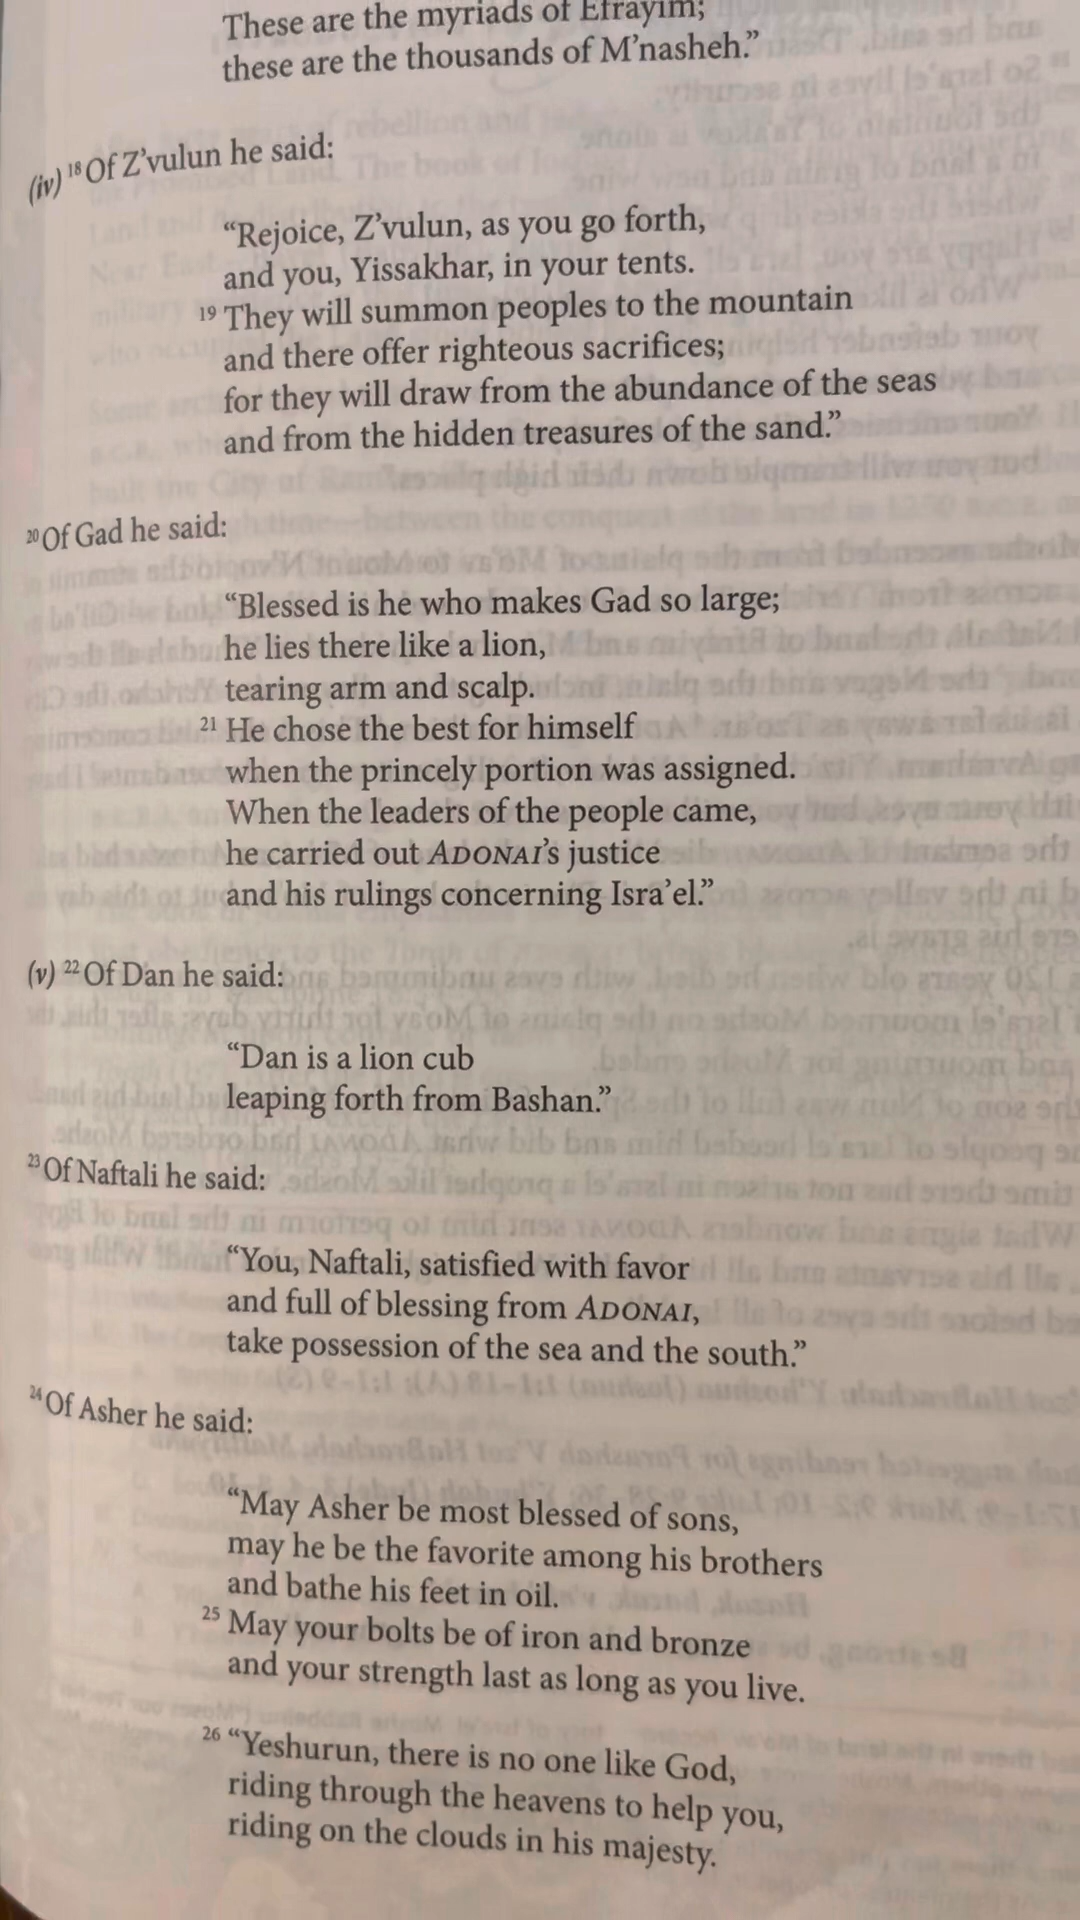 These are the myriads of Efrayim;
these are the thousands of M’nasheh.”
(iv) 18 Of Z’vulun he said:
“Rejoice, Z’vulun, as you go forth,
and you, Yissakhar, in your tents.
19 They will summon peoples to the mountain
and there offer righteous sacrifices;
for they will draw from the abundance of the seas
and from the hidden treasures of the sand.”
20 Of Gad he said:
“Blessed is he who makes Gad so large;
he lies there like a lion,
tearing arm and scalp.
21 He chose the best for himself
when the princely portion was assigned.
When the leaders of the people came,
he carried out ADONAI’s justice
and his rulings concerning Isra’el.”
(v) 22 Of Dan he said:
“Dan is a lion cub
leaping forth from Bashan.”
23 Of Naftali he said:
“You, Naftali, satisfied with favor
and full of blessing from ADONAI,
take possession of the sea and the south.”
24 Of Asher he said:
“May Asher be most blessed of sons,
may he be the favorite among his brothers
and bathe his feet in oil.
25 May your bolts be of iron and bronze
and your strength last as long as you live.
26 “Yeshurun, there is no one like God,
riding through the heavens to help you,
riding on the clouds in his majesty.